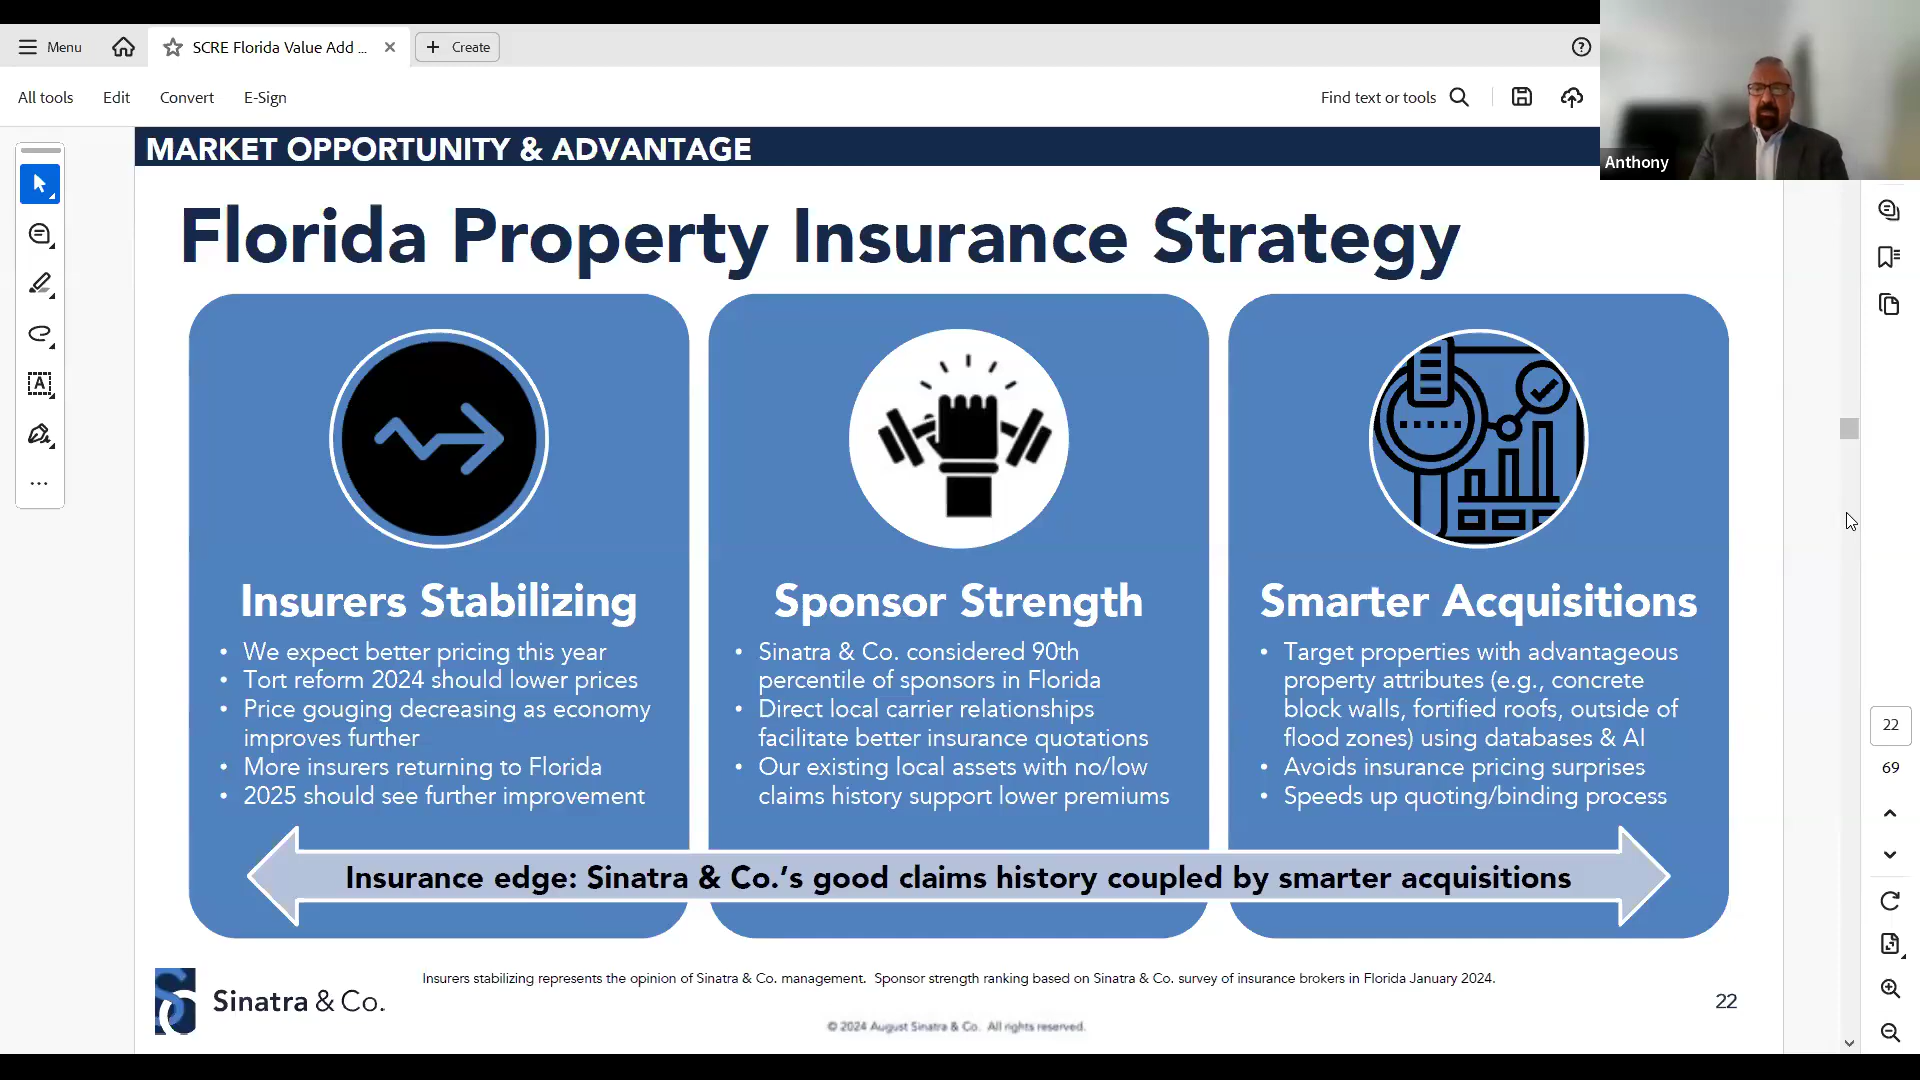 Menu
SCRE Florida Value Add ...
Create
All tools
Edit
Convert
E-Sign
Find text or tools
Anthony
MARKET OPPORTUNITY & ADVANTAGE
Florida Property Insurance Strategy
Insurers Stabilizing
• We expect better pricing this year
• Tort reform 2024 should lower prices
• Price gouging decreasing as economy
improves further
• More insurers returning to Florida
• 2025 should see further improvement
Sponsor Strength
• Sinatra & Co. considered 90th
percentile of sponsors in Florida
• Direct local carrier relationships
facilitate better insurance quotations
• Our existing local assets with no/low
claims history support lower premiums
Smarter Acquisitions
• Target properties with advantageous
property attributes (e.g., concrete
block walls, fortified roofs, outside of
flood zones) using databases & AI
• Avoids insurance pricing surprises
• Speeds up quoting/binding process
Insurance edge: Sinatra & Co.'s good claims history coupled by smarter acquisitions
Insurers stabilizing represents the opinion of Sinatra & Co. management. Sponsor strength ranking based on Sinatra & Co. survey of insurance brokers in Florida January 2024.
Sinatra & Co.
© 2024 August Sinatra & Co. All rights reserved.
22
22
69